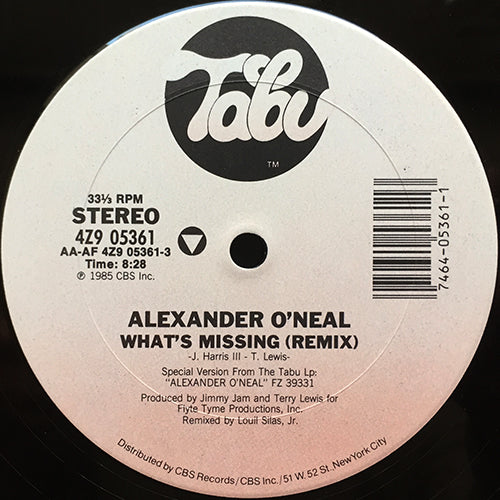 Tabu
TM
33⅓ RPM
STEREO
4Z9 05361
AA-AF 4Z9 05361-3
Time: 8:28
℗ 1985 CBS Inc.
7464-05361-1
ALEXANDER O'NEAL
WHAT'S MISSING (REMIX)
-J. Harris III - T. Lewis-
Special Version From The Tabu Lp:
"ALEXANDER O'NEAL" FZ 39331
Produced by Jimmy Jam and Terry Lewis for
Flyte Tyme Productions, Inc.
Remixed by Louil Silas, Jr.
Distributed by CBS Records/CBS Inc./51 W. 52 St., New York City